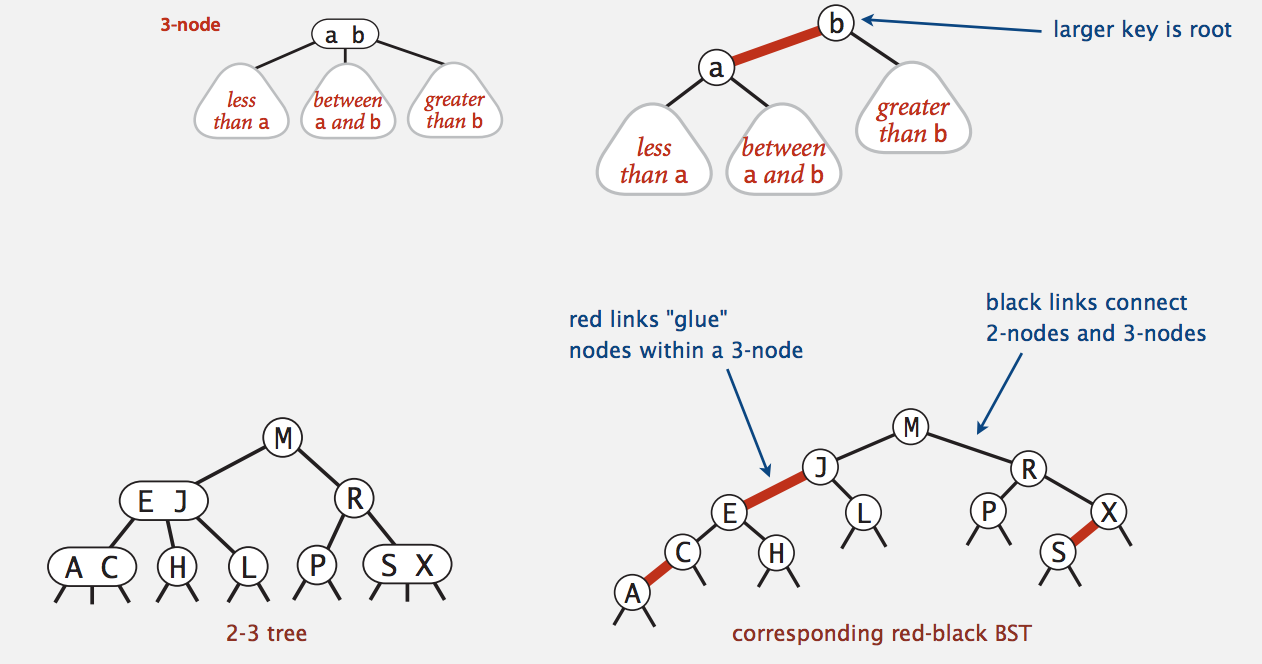 3-node
a b
less
than a
between
a and b
greater
than b
b
larger key is root
a
less
than a
between
a and b
greater
than b
red links "glue"
nodes within a 3-node
black links connect
2-nodes and 3-nodes
M
E J
R
A C
H
L
P
S X
2-3 tree
M
J
R
E
L
P
X
C
H
S
A
corresponding red-black BST